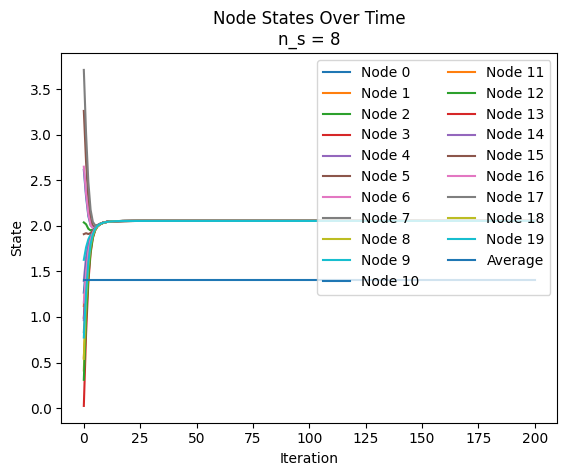 Node States Over Time
n_s = 8
State
3.5
3.0
2.5
2.0
1.5
1.0
0.5
0.0
Node 0
Node 1
Node 2
Node 3
Node 4
Node 5
Node 6
Node 7
Node 8
Node 9
Node 10
Node 11
Node 12
Node 13
Node 14
Node 15
Node 16
Node 17
Node 18
Node 19
Average
0 25 50 75 100 125 150 175 200
Iteration